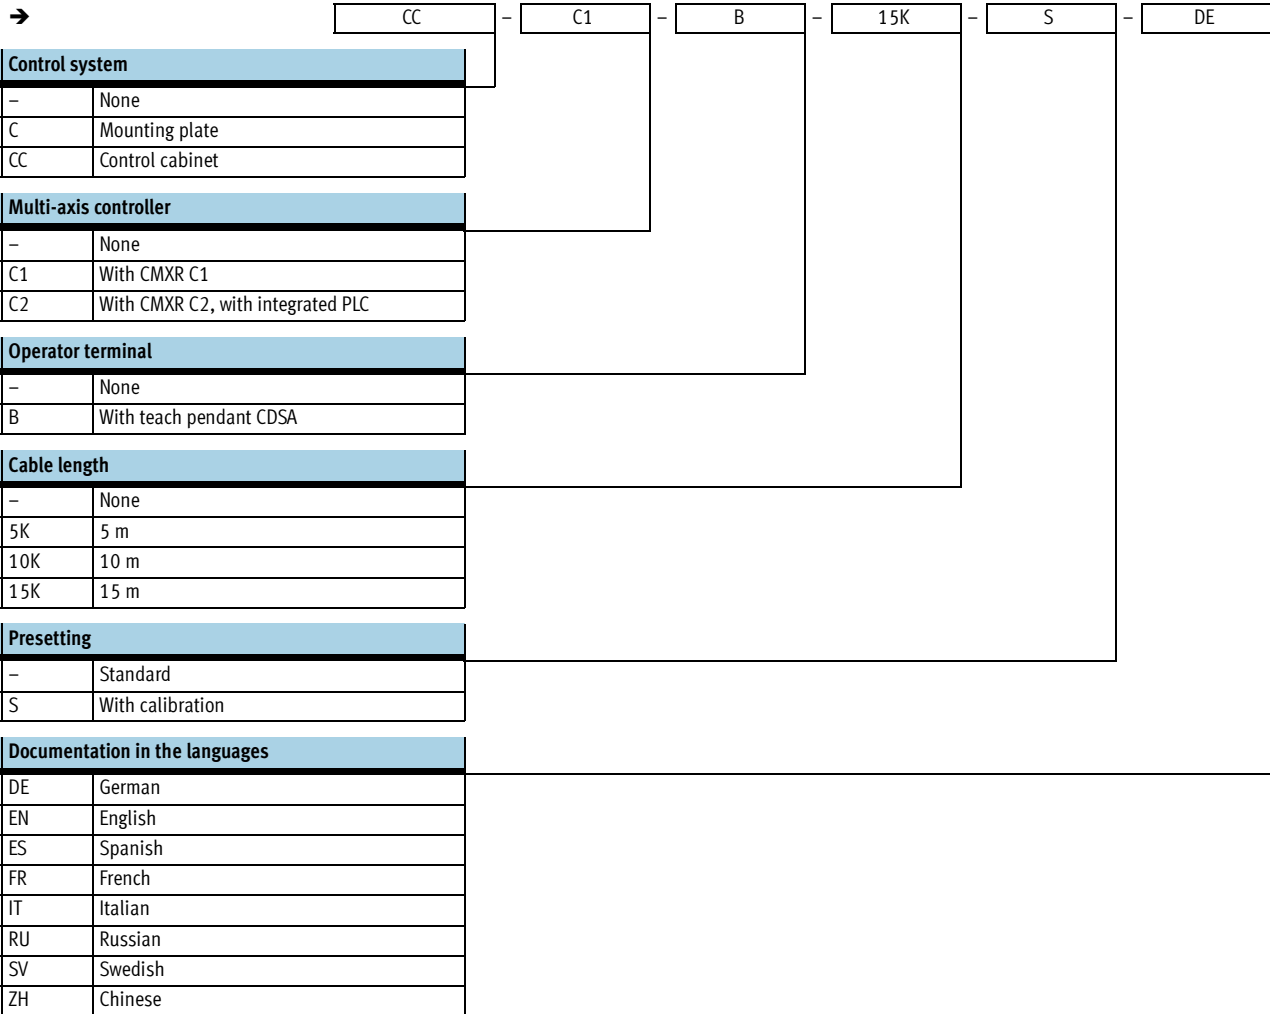 ➔ CC – C1 – B – 15K – S – DE
Control system
– None
C Mounting plate
CC Control cabinet
Multi-axis controller
– None
C1 With CMXR C1
C2 With CMXR C2, with integrated PLC
Operator terminal
– None
B With teach pendant CDSA
Cable length
– None
5K 5 m
10K 10 m
15K 15 m
Presetting
– Standard
S With calibration
Documentation in the languages
DE German
EN English
ES Spanish
FR French
IT Italian
RU Russian
SV Swedish
ZH Chinese